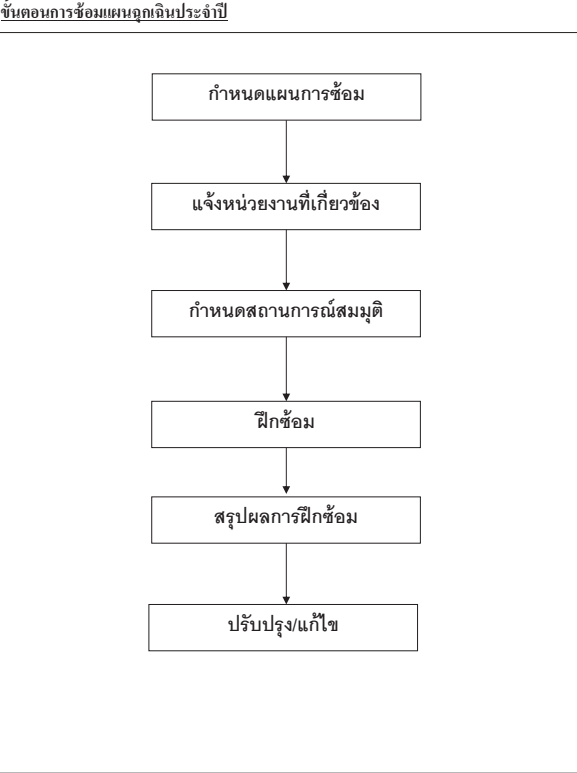 ขั้นตอนการซ้อมแผนฉุกเฉินประจำปี
กำหนดแผนการซ้อม
แจ้งหน่วยงานที่เกี่ยวข้อง
กำหนดสถานการณ์สมมุติ
ฝึกซ้อม
สรุปผลการฝึกซ้อม
ปรับปรุง/แก้ไข